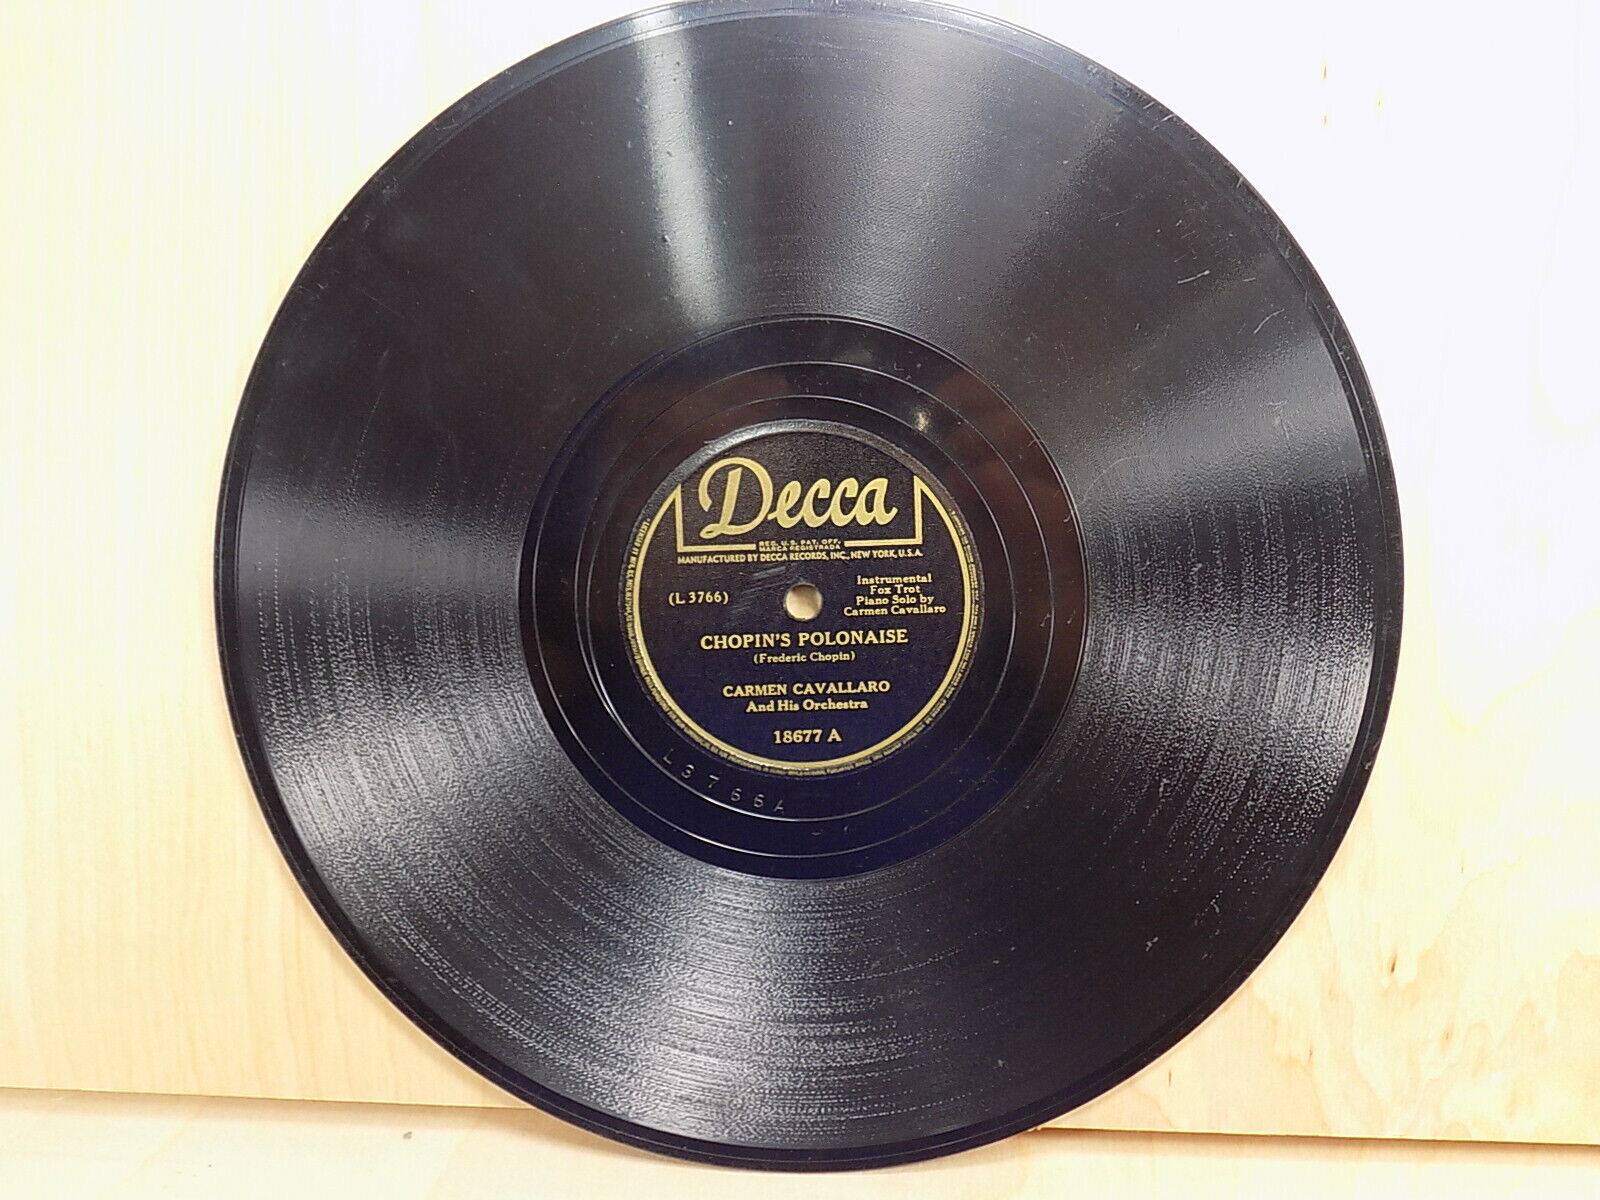 Decca
REG. U.S. PAT. OFF.
MARCA REGISTRADA
MANUFACTURED BY DECCA RECORDS, INC., NEW YORK, U.S.A.
(L 3766)
Instrumental
Fox Trot
Piano Solo by
Carmen Cavallaro
CHOPIN'S POLONAISE
(Frederic Chopin)
CARMEN CAVALLARO
And His Orchestra
18677 A
L 3766A